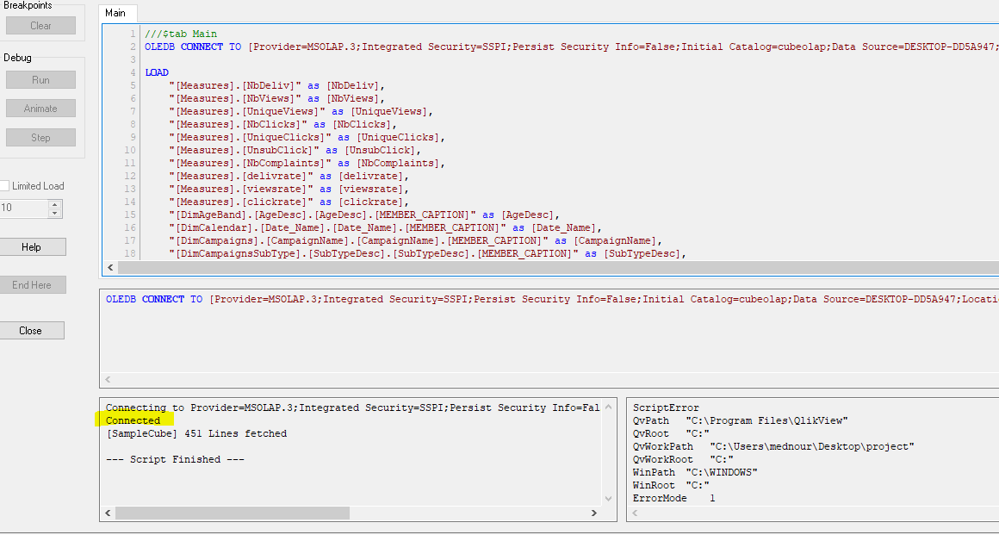 Breakpoints
Clear
Debug
Run
Animate
Step
Limited Load
10
Help
End Here
Close
Main
1 ///$tab Main
2 OLEDB CONNECT TO [Provider=MSOLAP.3;Integrated Security=SSPI;Persist Security Info=False;Initial Catalog=cubeolap;Data Source=DESKTOP-DD5A947;
3
4 LOAD
5 "[Measures].[NbDeliv]" as [NbDeliv],
6 "[Measures].[NbViews]" as [NbViews],
7 "[Measures].[UniqueViews]" as [UniqueViews],
8 "[Measures].[NbClicks]" as [NbClicks],
9 "[Measures].[UniqueClicks]" as [UniqueClicks],
10 "[Measures].[UnsubClick]" as [UnsubClick],
11 "[Measures].[NbComplaints]" as [NbComplaints],
12 "[Measures].[delivrate]" as [delivrate],
13 "[Measures].[viewsrate]" as [viewsrate],
14 "[Measures].[clickrate]" as [clickrate],
15 "[DimAgeBand].[AgeDesc].[AgeDesc].[MEMBER_CAPTION]" as [AgeDesc],
16 "[DimCalendar].[Date_Name].[Date_Name].[MEMBER_CAPTION]" as [Date_Name],
17 "[DimCampaigns].[CampaignName].[CampaignName].[MEMBER_CAPTION]" as [CampaignName],
18 "[DimCampaignsSubType].[SubTypeDesc].[SubTypeDesc].[MEMBER_CAPTION]" as [SubTypeDesc],
OLEDB CONNECT TO [Provider=MSOLAP.3;Integrated Security=SSPI;Persist Security Info=False;Initial Catalog=cubeolap;Data Source=DESKTOP-DD5A947;Locati
Connecting to Provider=MSOLAP.3;Integrated Security=SSPI;Persist Security Info=Fal
Connected
[SampleCube] 451 Lines fetched
--- Script Finished ---
ScriptError
QvPath "C:\Program Files\QlikView"
QvRoot "C:"
QvWorkPath "C:\Users\mednour\Desktop\project"
QvWorkRoot "C:"
WinPath "C:\WINDOWS"
WinRoot "C:"
ErrorMode 1